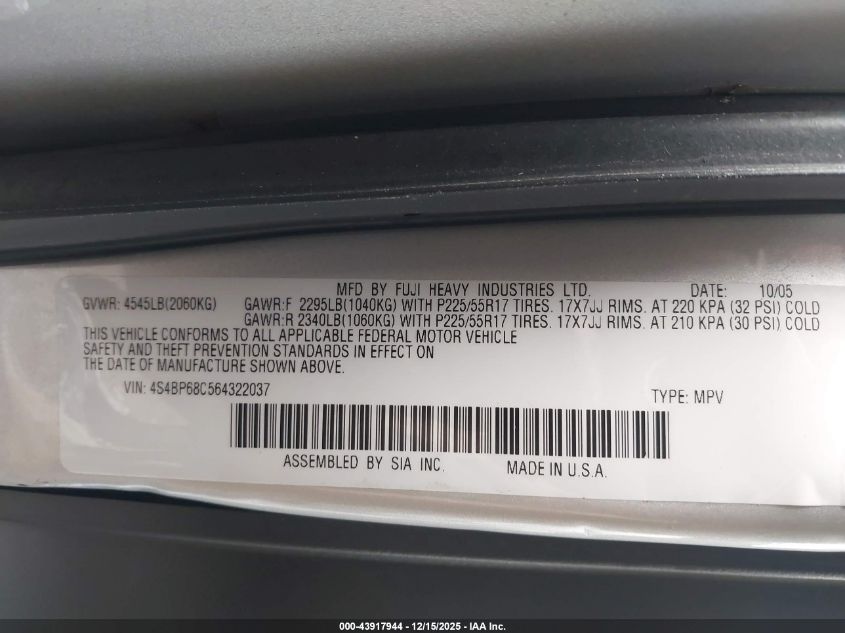 MFD BY FUJI HEAVY INDUSTRIES LTD. DATE: 10/05
GVWR: 4545LB(2060KG) GAWR:F 2295LB(1040KG) WITH P225/55R17 TIRES. 17X7JJ RIMS. AT 220 KPA (32 PSI) COLD
GAWR:R 2340LB(1060KG) WITH P225/55R17 TIRES. 17X7JJ RIMS. AT 210 KPA (30 PSI) COLD
THIS VEHICLE CONFORMS TO ALL APPLICABLE FEDERAL MOTOR VEHICLE
SAFETY AND THEFT PREVENTION STANDARDS IN EFFECT ON
THE DATE OF MANUFACTURE SHOWN ABOVE.
VIN: 4S4BP68C564322037 TYPE: MPV
ASSEMBLED BY SIA INC. MADE IN U.S.A.
000-43917944 - 12/15/2025 - IAA Inc.